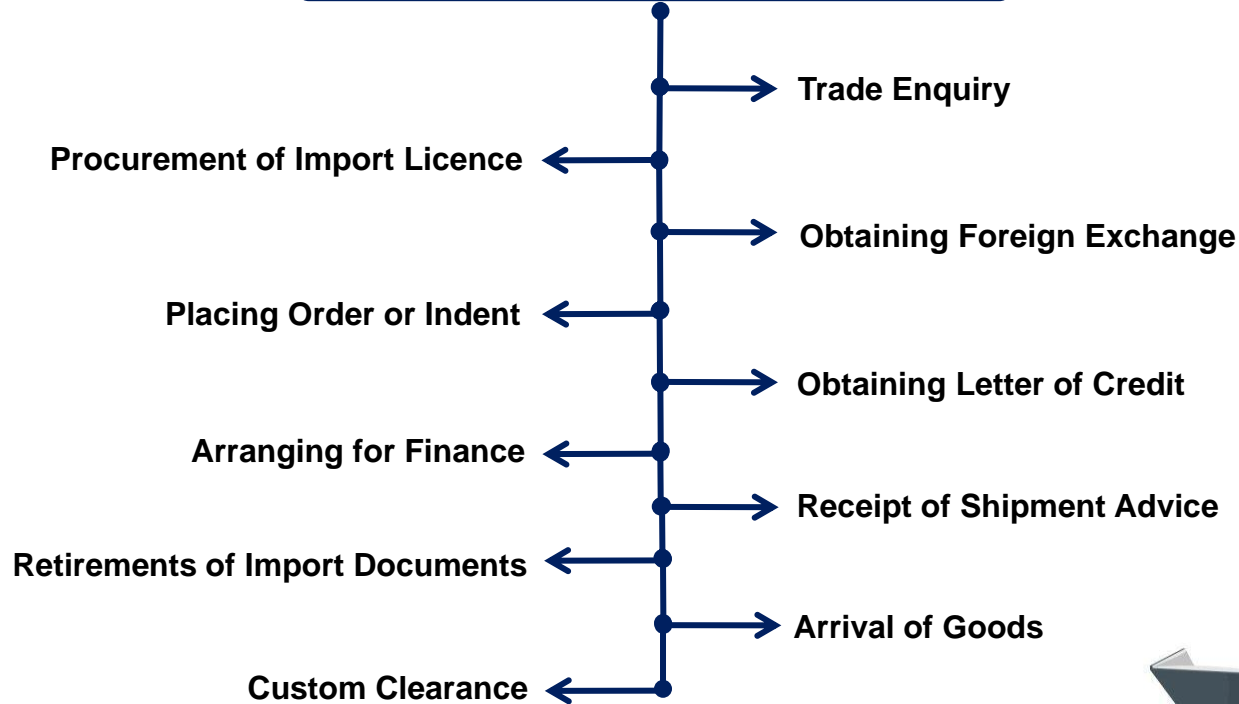 Trade Enquiry
Procurement of Import Licence
Obtaining Foreign Exchange
Placing Order or Indent
Obtaining Letter of Credit
Arranging for Finance
Receipt of Shipment Advice
Retirements of Import Documents
Arrival of Goods
Custom Clearance